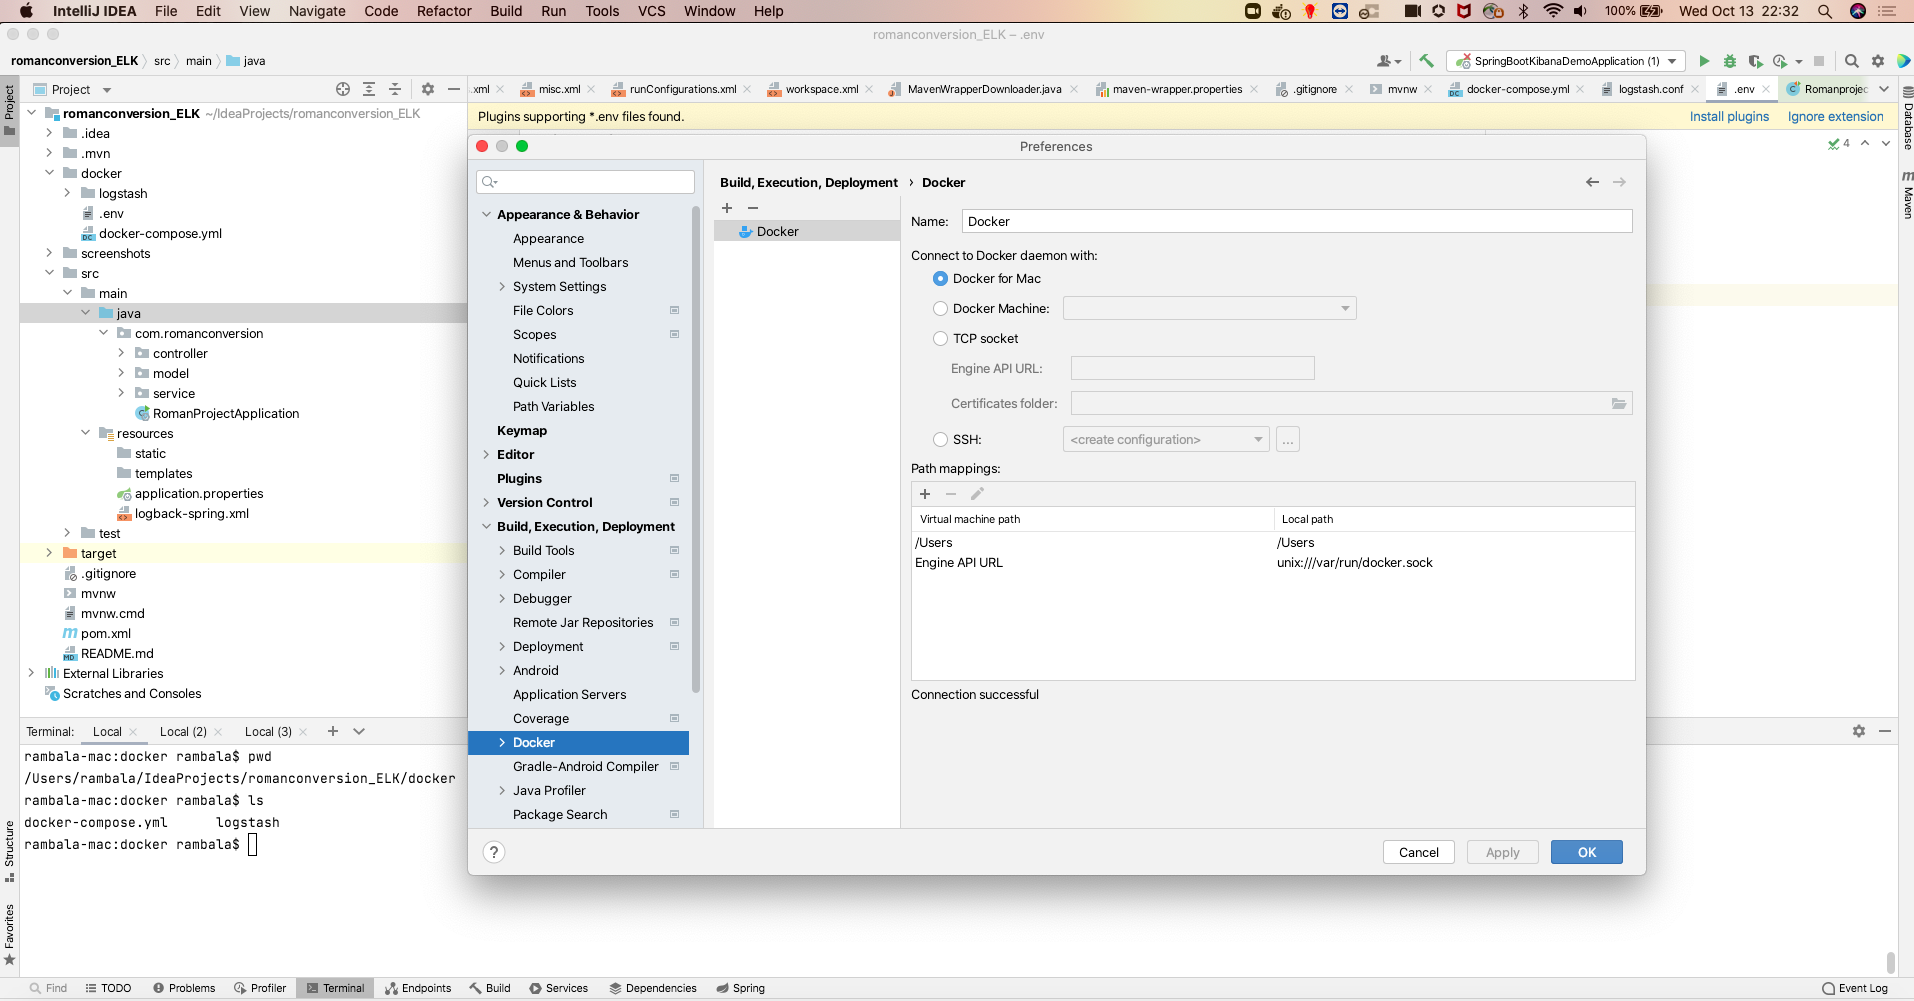 IntelliJ IDEA File Edit View Navigate Code Refactor Build Run Tools VCS Window Help 100% Wed Oct 13 22:32
romanconversion_ELK – .env
romanconversion_ELK src main java SpringBootKibanaDemoApplication (1)
Project
.xml misc.xml runConfigurations.xml workspace.xml MavenWrapperDownloader.java maven-wrapper.properties .gitignore mvnw docker-compose.yml logstash.conf .env Romanprojec
Plugins supporting *.env files found. Install plugins Ignore extension
4
Project
Structure
Favorites
Database
Maven
romanconversion_ELK ~/IdeaProjects/romanconversion_ELK
.idea
.mvn
docker
logstash
.env
docker-compose.yml
screenshots
src
main
java
com.romanconversion
controller
model
service
RomanProjectApplication
resources
static
templates
application.properties
logback-spring.xml
test
target
.gitignore
mvnw
mvnw.cmd
pom.xml
README.md
External Libraries
Scratches and Consoles
Preferences
Appearance & Behavior
Appearance
Menus and Toolbars
System Settings
File Colors
Scopes
Notifications
Quick Lists
Path Variables
Keymap
Editor
Plugins
Version Control
Build, Execution, Deployment
Build Tools
Compiler
Debugger
Remote Jar Repositories
Deployment
Android
Application Servers
Coverage
Docker
Gradle-Android Compiler
Java Profiler
Package Search
Build, Execution, Deployment › Docker
Docker
Name: Docker
Connect to Docker daemon with:
Docker for Mac
Docker Machine:
TCP socket
Engine API URL:
Certificates folder:
SSH: <create configuration> ...
Path mappings:
Virtual machine path Local path
/Users /Users
Engine API URL unix:///var/run/docker.sock
Connection successful
? Cancel Apply OK
Terminal: Local Local (2) Local (3)
rambala-mac:docker rambala$ pwd
/Users/rambala/IdeaProjects/romanconversion_ELK/docker
rambala-mac:docker rambala$ ls
docker-compose.yml logstash
rambala-mac:docker rambala$
Find TODO Problems Profiler Terminal Endpoints Build Services Dependencies Spring Event Log